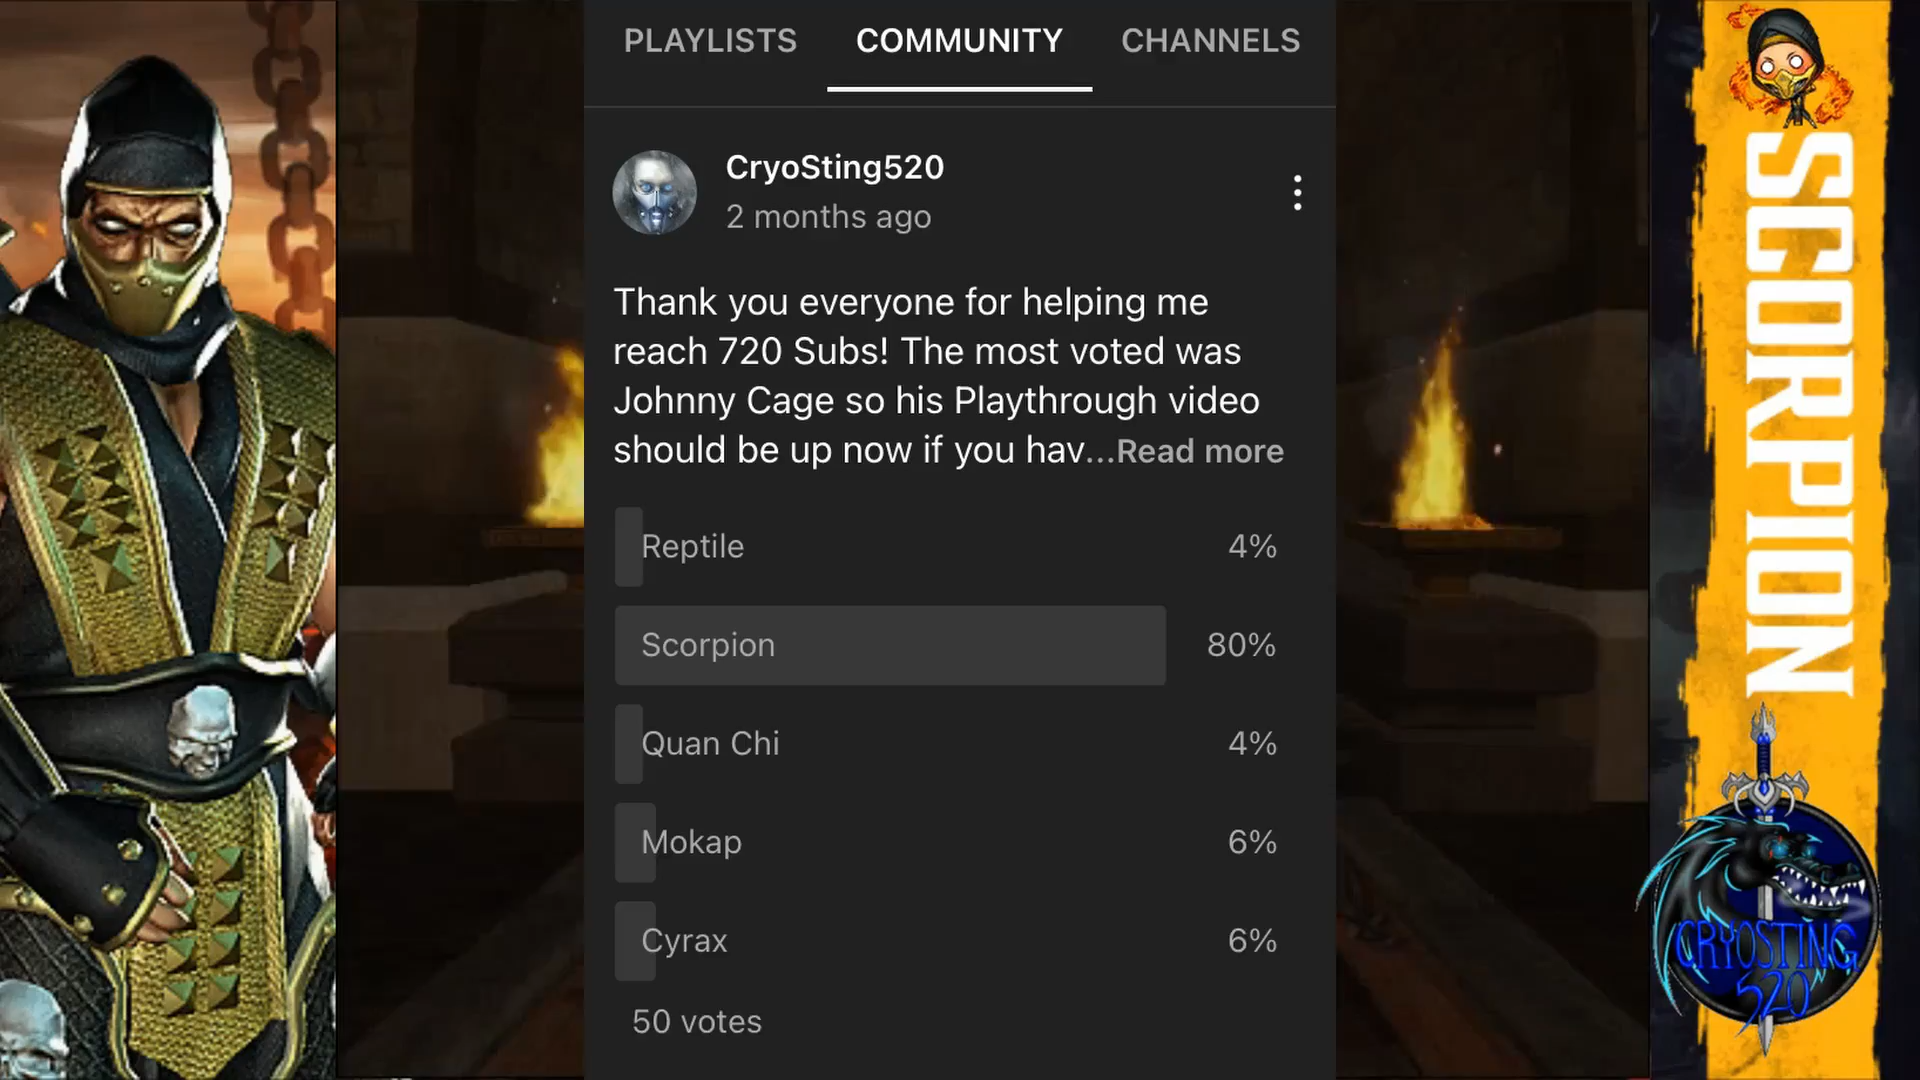 PLAYLISTS COMMUNITY CHANNELS
CryoSting520
2 months ago
Thank you everyone for helping me
reach 720 Subs! The most voted was
Johnny Cage so his Playthrough video
should be up now if you hav...Read more
Reptile 4%
Scorpion 80%
Quan Chi 4%
Mokap 6%
Cyrax 6%
50 votes
SCORPION
CRYOSTING
520